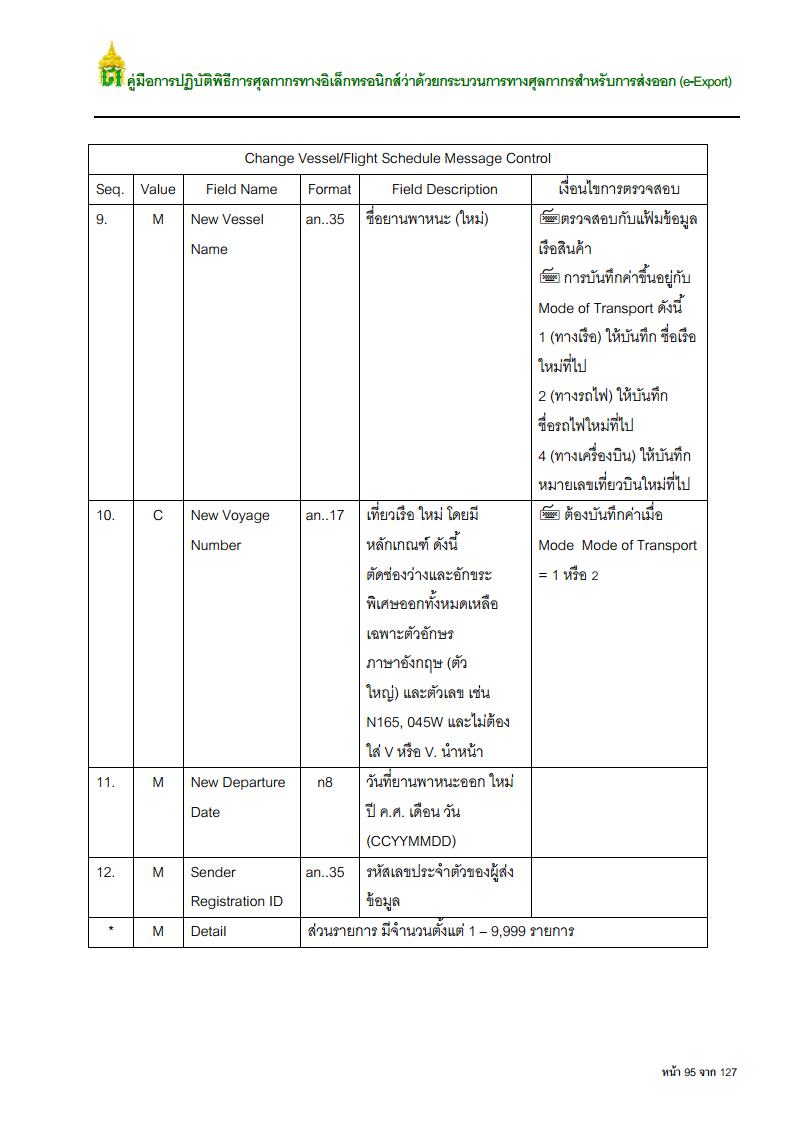 คู่มือการปฏิบัติพิธีการศุลกากรทางอิเล็กทรอนิกส์ว่าด้วยกระบวนการทางศุลกากรสำหรับการส่งออก (e-Export)
Change Vessel/Flight Schedule Message Control
Seq. Value Field Name Format Field Description เงื่อนไขการตรวจสอบ
9. M New Vessel an..35 ชื่อยานพาหนะ (ใหม่) ตรวจสอบกับแฟ้มข้อมูล
Name เรือสินค้า
การบันทึกค่าขึ้นอยู่กับ
Mode of Transport ดังนี้
1 (ทางเรือ) ให้บันทึก ชื่อเรือ
ใหม่ที่ไป
2 (ทางรถไฟ) ให้บันทึก
ชื่อรถไฟใหม่ที่ไป
4 (ทางเครื่องบิน) ให้บันทึก
หมายเลขเที่ยวบินใหม่ที่ไป
10. C New Voyage an..17 เที่ยวเรือ ใหม่ โดยมี ต้องบันทึกค่าเมื่อ
Number หลักเกณฑ์ ดังนี้ Mode Mode of Transport
ตัดช่องว่างและอักขระ = 1 หรือ 2
พิเศษออกทั้งหมดเหลือ
เฉพาะตัวอักษร
ภาษาอังกฤษ (ตัว
ใหญ่) และตัวเลข เช่น
N165, 045W และไม่ต้อง
ใส่ V หรือ V. นำหน้า
11. M New Departure n8 วันที่ยานพาหนะออก ใหม่
Date ปี ค.ศ. เดือน วัน
(CCYYMMDD)
12. M Sender an..35 รหัสเลขประจำตัวของผู้ส่ง
Registration ID ข้อมูล
* M Detail ส่วนรายการ มีจำนวนตั้งแต่ 1 – 9,999 รายการ
หน้า 95 จาก 127